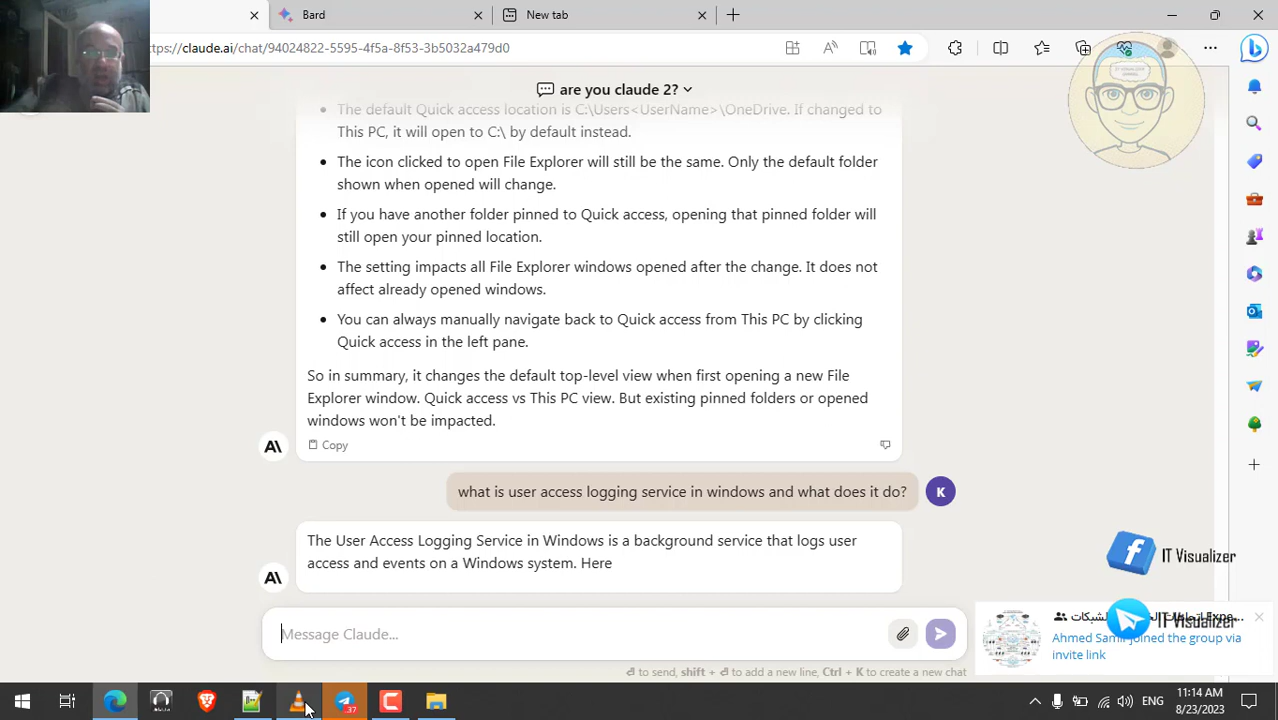 Bard
New tab
ttps://claude.ai/chat/94024822-5595-4f5a-8f53-2b5032a479d0
are you claude 2?
IT VISUALIZER
The default Quick access location is C:\Users<UserName>\OneDrive. If changed to
This PC, it will open to C:\ by default instead.
The icon clicked to open File Explorer will still be the same. Only the default folder
shown when opened will change.
If you have another folder pinned to Quick access, opening that pinned folder will
still open your pinned location.
The setting impacts all File Explorer windows opened after the change. It does not
affect already opened windows.
You can always manually navigate back to Quick access from This PC by clicking
Quick access in the left pane.
So in summary, it changes the default top-level view when first opening a new File
Explorer window. Quick access vs This PC view. But existing pinned folders or opened
windows won't be impacted.
Copy
what is user access logging service in windows and what does it do?
K
The User Access Logging Service in Windows is a background service that logs user
access and events on a Windows system. Here
IT Visualizer
Message Claude...
IT Visualizer
Ahmed Samir joined the group via
invite link
⏎ to send, shift + ⏎ to add a new line, Ctrl + K to create a new chat
37
ENG
11:14 AM
8/23/2023